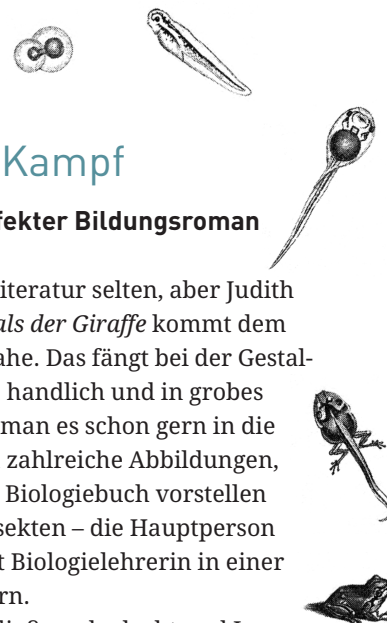 Kampf
fekter Bildungsroman
iteratur selten, aber Judith
als der Giraffe kommt dem
ahe. Das fängt bei der Gestal-
handlich und in grobes
man es schon gern in die
zahlreiche Abbildungen,
Biologiebuch vorstellen
sekten – die Hauptperson
t Biologielehrerin in einer
rn.